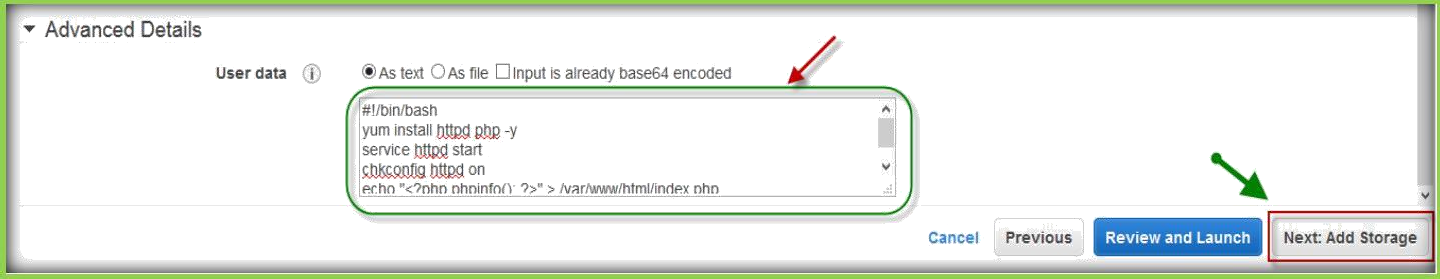 Advanced Details
User data i As text As file Input is already base64 encoded
#!/bin/bash
yum install httpd php -y
service httpd start
chkconfig httpd on
echo "<?php phpinfo(); ?>" > /var/www/html/index.php
Cancel Previous Review and Launch Next: Add Storage